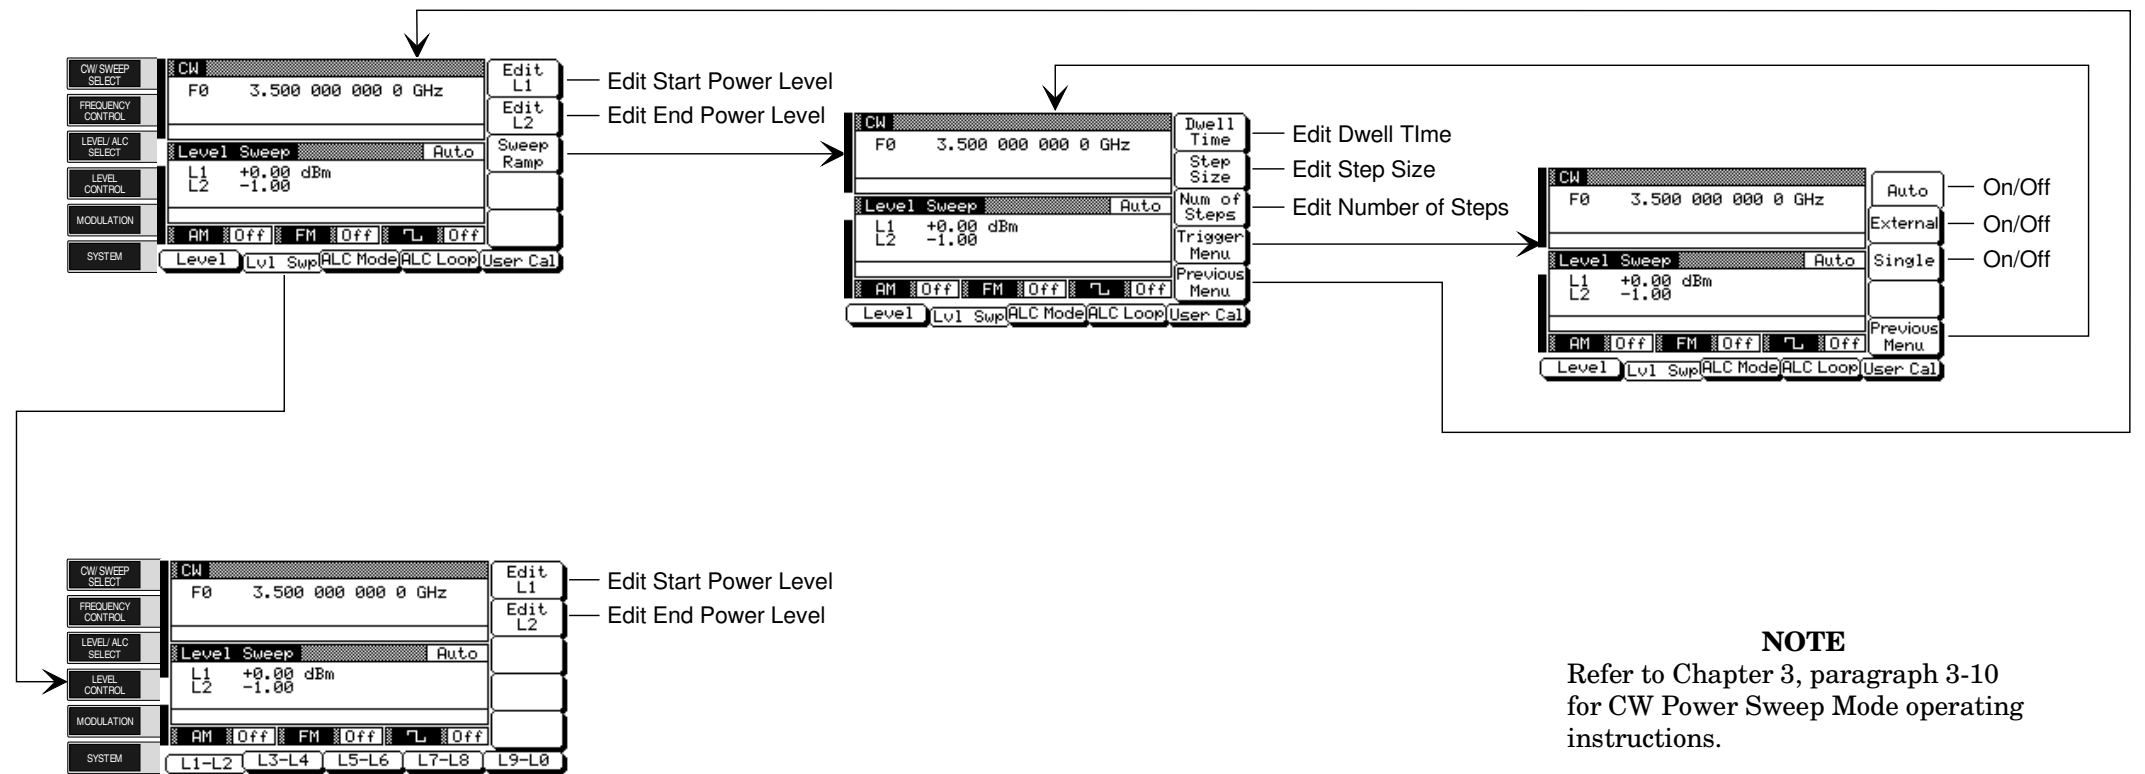 CW/SWEEP
SELECT
FREQUENCY
CONTROL
LEVEL/ALC
SELECT
LEVEL
CONTROL
MODULATION
SYSTEM
CW
F0 3.500 000 000 0 GHz
Level Sweep Auto
L1 +0.00 dBm
L2 -1.00
AM Off FM Off Off
Level Lvl Swp ALC Mode ALC Loop User Cal
Edit
L1
Edit
L2
Sweep
Ramp
Edit Start Power Level
Edit End Power Level
CW
F0 3.500 000 000 0 GHz
Level Sweep Auto
L1 +0.00 dBm
L2 -1.00
AM Off FM Off Off
Level Lvl Swp ALC Mode ALC Loop User Cal
Dwell
Time
Step
Size
Num of
Steps
Trigger
Menu
Previous
Menu
Edit Dwell TIme
Edit Step Size
Edit Number of Steps
CW
F0 3.500 000 000 0 GHz
Level Sweep Auto
L1 +0.00 dBm
L2 -1.00
AM Off FM Off Off
Level Lvl Swp ALC Mode ALC Loop User Cal
Auto
External
Single
Previous
Menu
On/Off
On/Off
On/Off
CW/SWEEP
SELECT
FREQUENCY
CONTROL
LEVEL/ALC
SELECT
LEVEL
CONTROL
MODULATION
SYSTEM
CW
F0 3.500 000 000 0 GHz
Level Sweep Auto
L1 +0.00 dBm
L2 -1.00
AM Off FM Off Off
L1-L2 L3-L4 L5-L6 L7-L8 L9-L0
Edit
L1
Edit
L2
Edit Start Power Level
Edit End Power Level
NOTE
Refer to Chapter 3, paragraph 3-10
for CW Power Sweep Mode operating
instructions.